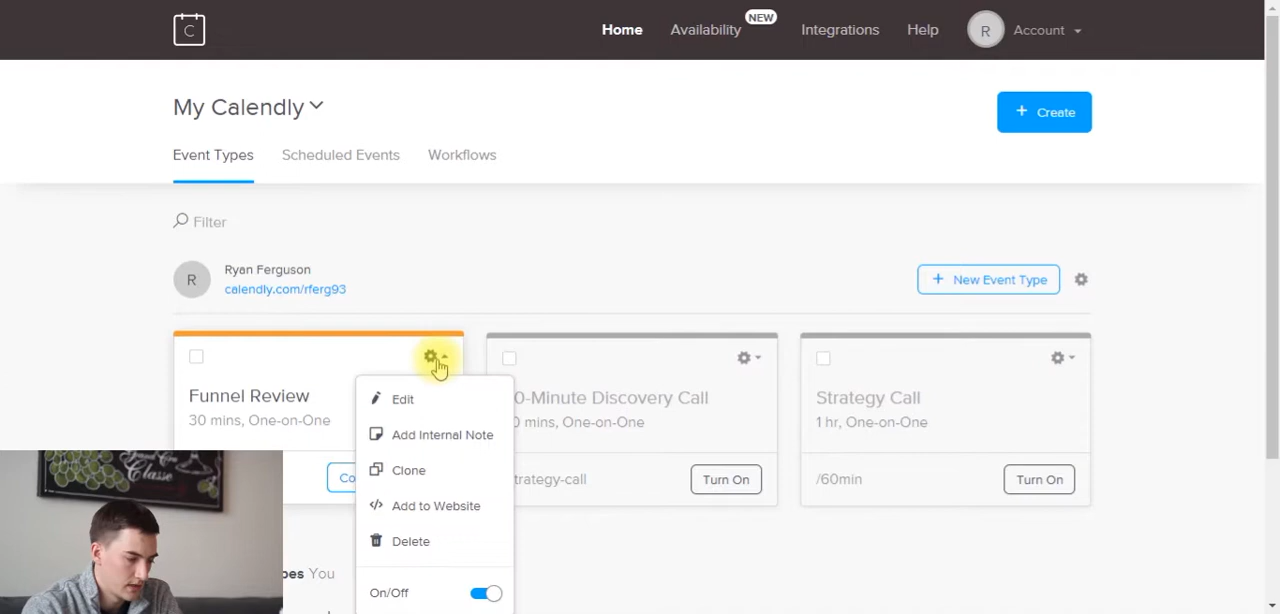 C
Home
Availability
NEW
Integrations
Help
R
Account
My Calendly
+ Create
Event Types
Scheduled Events
Workflows
Filter
R
Ryan Ferguson
calendly.com/rferg93
+ New Event Type
Funnel Review
30 mins, One-on-One
Edit
Add Internal Note
Clone
</> Add to Website
Delete
On/Off
0-Minute Discovery Call
0 mins, One-on-One
trategy-call
Turn On
Strategy Call
1 hr, One-on-One
/60min
Turn On
Co
You
Classe